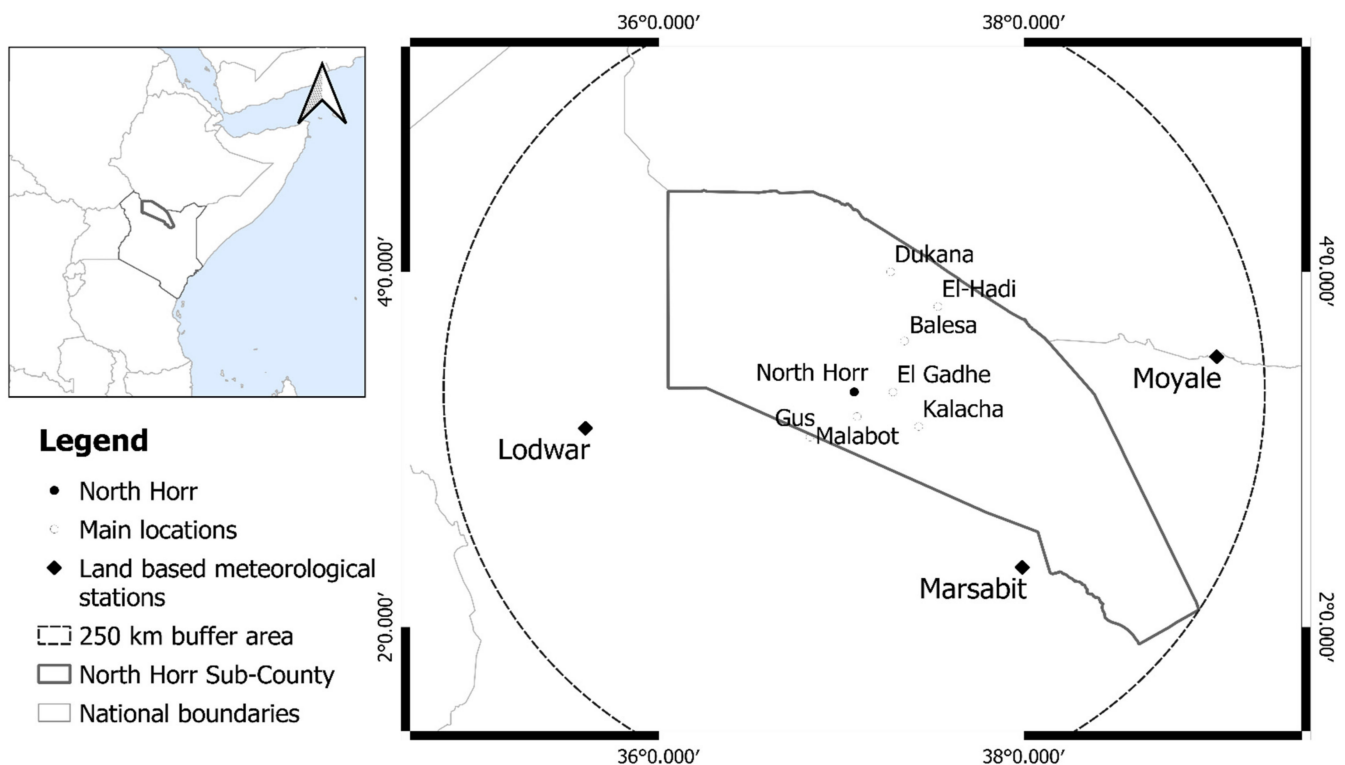 36°0.000′ 38°0.000′
4°0.000′
4°0.000′
Dukana
El-Hadi
Balesa
North Horr
El Gadhe
Kalacha
Gus
Malabot
Moyale
Lodwar
Marsabit
2°0.000′
2°0.000′
36°0.000′ 38°0.000′
Legend
North Horr
Main locations
Land based meteorological
stations
250 km buffer area
North Horr Sub-County
National boundaries